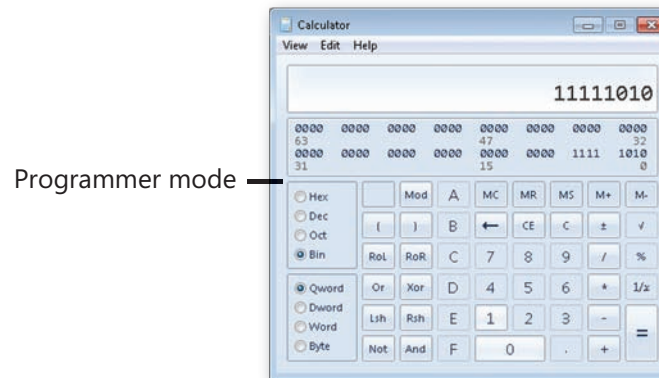 Calculator
View Edit Help
11111010
0000 0000 0000 0000 0000 0000 0000 0000
63 47 32
0000 0000 0000 0000 0000 0000 1111 1010
31 15 0
Programmer mode
Hex Mod A MC MR MS M+ M-
Dec
( ) B ← CE C ± √
Oct
Bin RoL RoR C 7 8 9 / %
Qword Or Xor D 4 5 6 * 1/x
Dword
Lsh Rsh E 1 2 3 - =
Word
Byte Not And F 0 . +